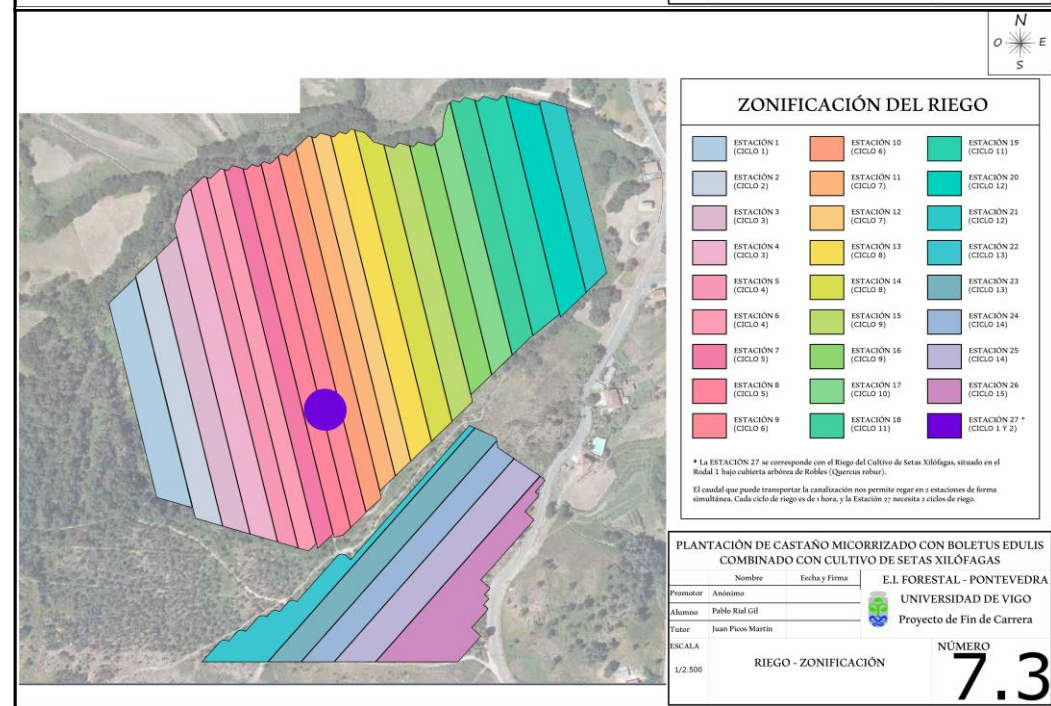 N
O E
S
ZONIFICACIÓN DEL RIEGO
ESTACIÓN 1
(CICLO 1)
ESTACIÓN 2
(CICLO 2)
ESTACIÓN 3
(CICLO 3)
ESTACIÓN 4
(CICLO 3)
ESTACIÓN 5
(CICLO 4)
ESTACIÓN 6
(CICLO 4)
ESTACIÓN 7
(CICLO 5)
ESTACIÓN 8
(CICLO 5)
ESTACIÓN 9
(CICLO 6)
ESTACIÓN 10
(CICLO 6)
ESTACIÓN 11
(CICLO 7)
ESTACIÓN 12
(CICLO 7)
ESTACIÓN 13
(CICLO 8)
ESTACIÓN 14
(CICLO 8)
ESTACIÓN 15
(CICLO 9)
ESTACIÓN 16
(CICLO 9)
ESTACIÓN 17
(CICLO 10)
ESTACIÓN 18
(CICLO 11)
ESTACIÓN 19
(CICLO 11)
ESTACIÓN 20
(CICLO 12)
ESTACIÓN 21
(CICLO 12)
ESTACIÓN 22
(CICLO 13)
ESTACIÓN 23
(CICLO 13)
ESTACIÓN 24
(CICLO 14)
ESTACIÓN 25
(CICLO 14)
ESTACIÓN 26
(CICLO 15)
ESTACIÓN 27 *
(CICLO 1 Y 2)
* La ESTACIÓN 27 se corresponde con el Riego del Cultivo de Setas Xilófagas, situado en el
Rodal 1 bajo cubierta arbórea de Robles (Quercus robur).
El caudal que puede transportar la canalización nos permite regar en 2 estaciones de forma
simultánea. Cada ciclo de riego es de 1 hora, y la Estación 27 necesita 2 ciclos de riego.
PLANTACIÓN DE CASTAÑO MICORRIZADO CON BOLETUS EDULIS
COMBINADO CON CULTIVO DE SETAS XILÓFAGAS
Nombre Fecha y Firma
Promotor Anónimo
Alumno Pablo Rial Gil
Tutor Juan Picos Martín
E.I. FORESTAL - PONTEVEDRA
UNIVERSIDAD DE VIGO
Proyecto de Fin de Carrera
ESCALA
1/2.500
RIEGO - ZONIFICACIÓN
NÚMERO
7.3